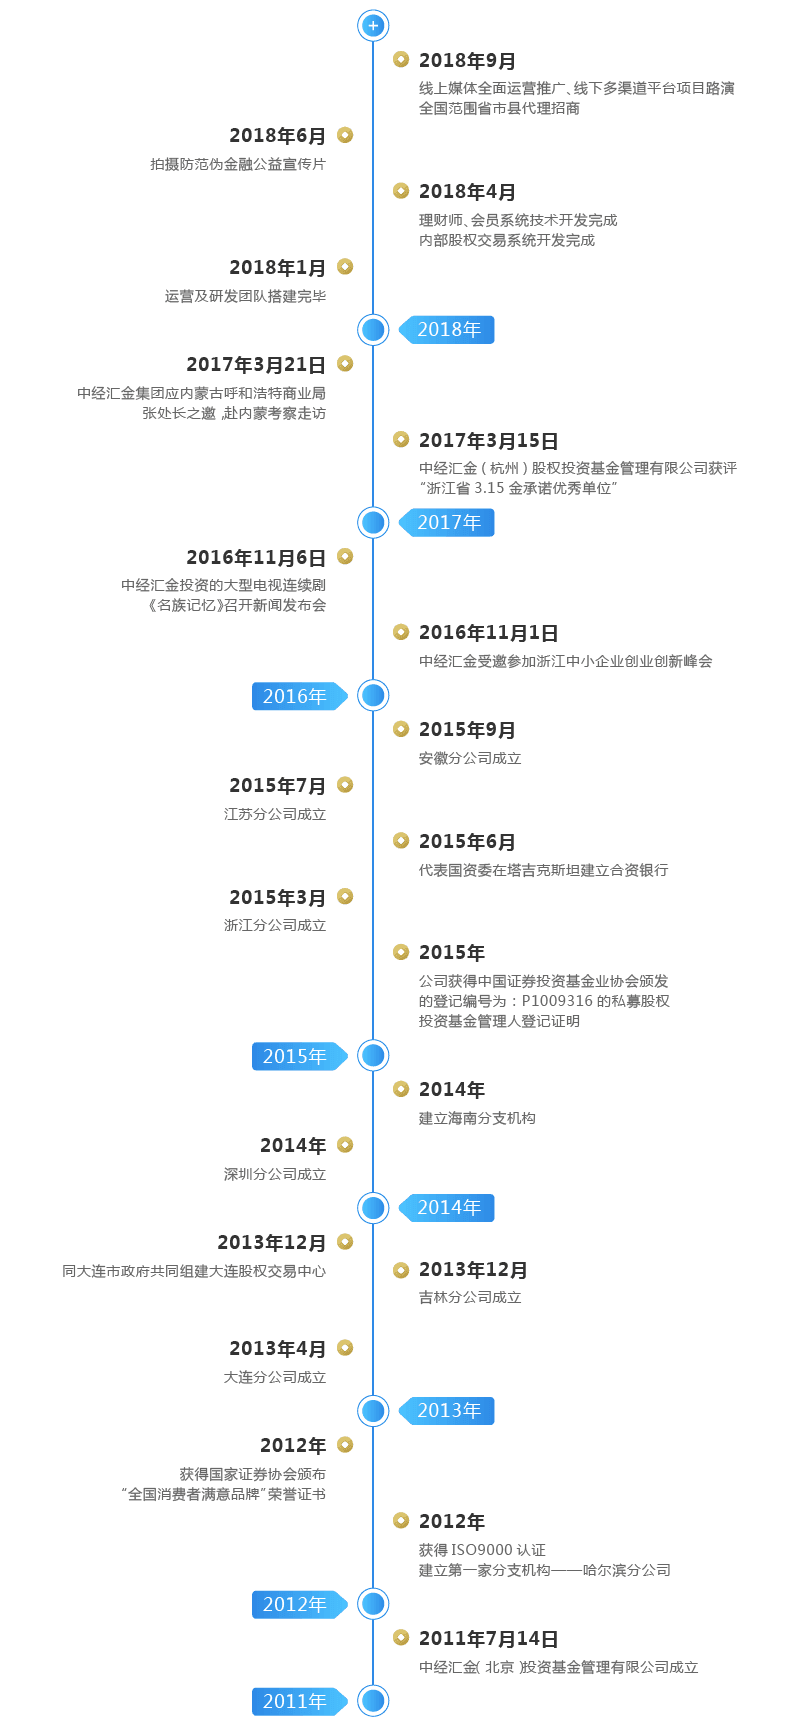 2018年9月
线上媒体全面运营推广、线下多渠道平台项目路演
全国范围省市县代理招商
2018年6月
拍摄防范伪金融公益宣传片
2018年4月
理财师、会员系统技术开发完成
内部股权交易系统开发完成
2018年1月
运营及研发团队搭建完毕
2018年
2017年3月21日
中经汇金集团应内蒙古呼和浩特商业局
张处长之邀,赴内蒙考察走访
2017年3月15日
中经汇金(杭州)股权投资基金管理有限公司获评
“浙江省 3.15 金承诺优秀单位”
2017年
2016年11月6日
中经汇金投资的大型电视连续剧
《名族记忆》召开新闻发布会
2016年11月1日
中经汇金受邀参加浙江中小企业创业创新峰会
2016年
2015年9月
安徽分公司成立
2015年7月
江苏分公司成立
2015年6月
代表国资委在塔吉克斯坦建立合资银行
2015年3月
浙江分公司成立
2015年
公司获得中国证券投资基金业协会颁发
的登记编号为:P1009316 的私募股权
投资基金管理人登记证明
2015年
2014年
建立海南分支机构
2014年
深圳分公司成立
2014年
2013年12月
同大连市政府共同组建大连股权交易中心
2013年12月
吉林分公司成立
2013年4月
大连分公司成立
2013年
2012年
获得国家证券协会颁布
“全国消费者满意品牌”荣誉证书
2012年
获得 ISO9000 认证
建立第一家分支机构——哈尔滨分公司
2012年
2011年7月14日
中经汇金(北京)投资基金管理有限公司成立
2011年